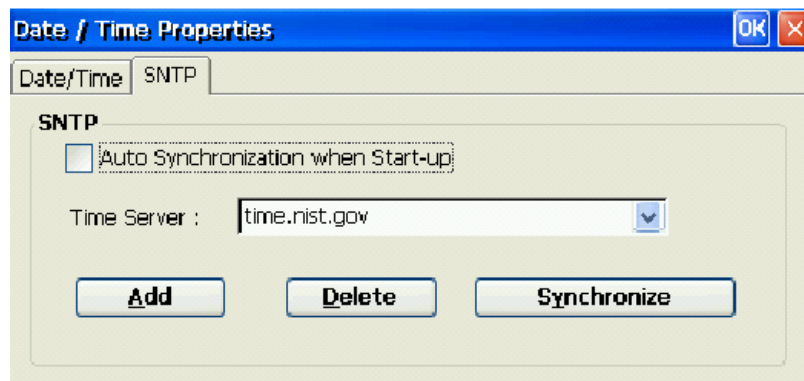 Date / Time Properties OK
Date/Time SNTP
SNTP
Auto Synchronization when Start-up
Time Server : time.nist.gov
Add Delete Synchronize